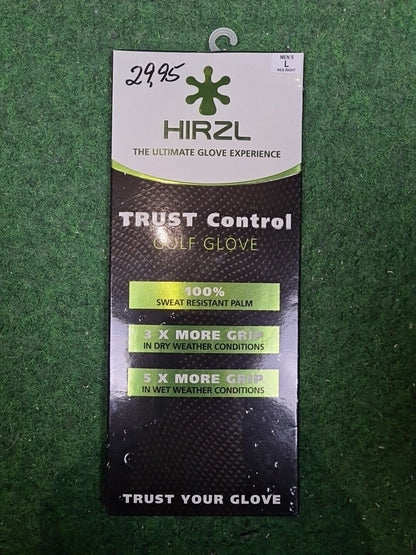 29,95
MEN'S
L
REG RIGHT
HIRZL
THE ULTIMATE GLOVE EXPERIENCE
TRUST Control
GOLF GLOVE
100%
SWEAT RESISTANT PALM
3 X MORE GRIP
IN DRY WEATHER CONDITIONS
5 X MORE GRIP
IN WET WEATHER CONDITIONS
TRUST YOUR GLOVE